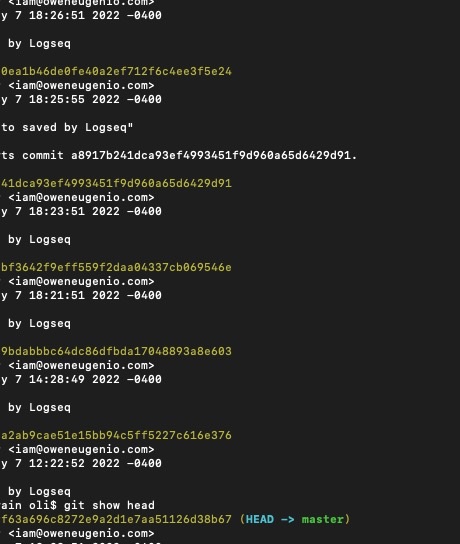 <iam@oweneugenio.com>
y 7 18:26:51 2022 -0400
by Logseq
0ea1b46de0fe40a2ef712f6c4ee3f5e24
<iam@oweneugenio.com>
y 7 18:25:55 2022 -0400
to saved by Logseq"
rts commit a8917b241dca93ef4993451f9d960a65d6429d91.
41dca93ef4993451f9d960a65d6429d91
<iam@oweneugenio.com>
y 7 18:23:51 2022 -0400
by Logseq
bf3642f9eff559f2daa04337cb069546e
<iam@oweneugenio.com>
y 7 18:21:51 2022 -0400
by Logseq
9bdabbbc64dc86dfbda17048893a8e603
<iam@oweneugenio.com>
y 7 14:28:49 2022 -0400
by Logseq
a2ab9cae51e15bb94c5ff5227c616e376
<iam@oweneugenio.com>
y 7 12:22:52 2022 -0400
by Logseq
ain oli$ git show head
f63a696c8272e9a2d1e7aa51126d38b67 (HEAD -> master)
<iam@oweneugenio.com>